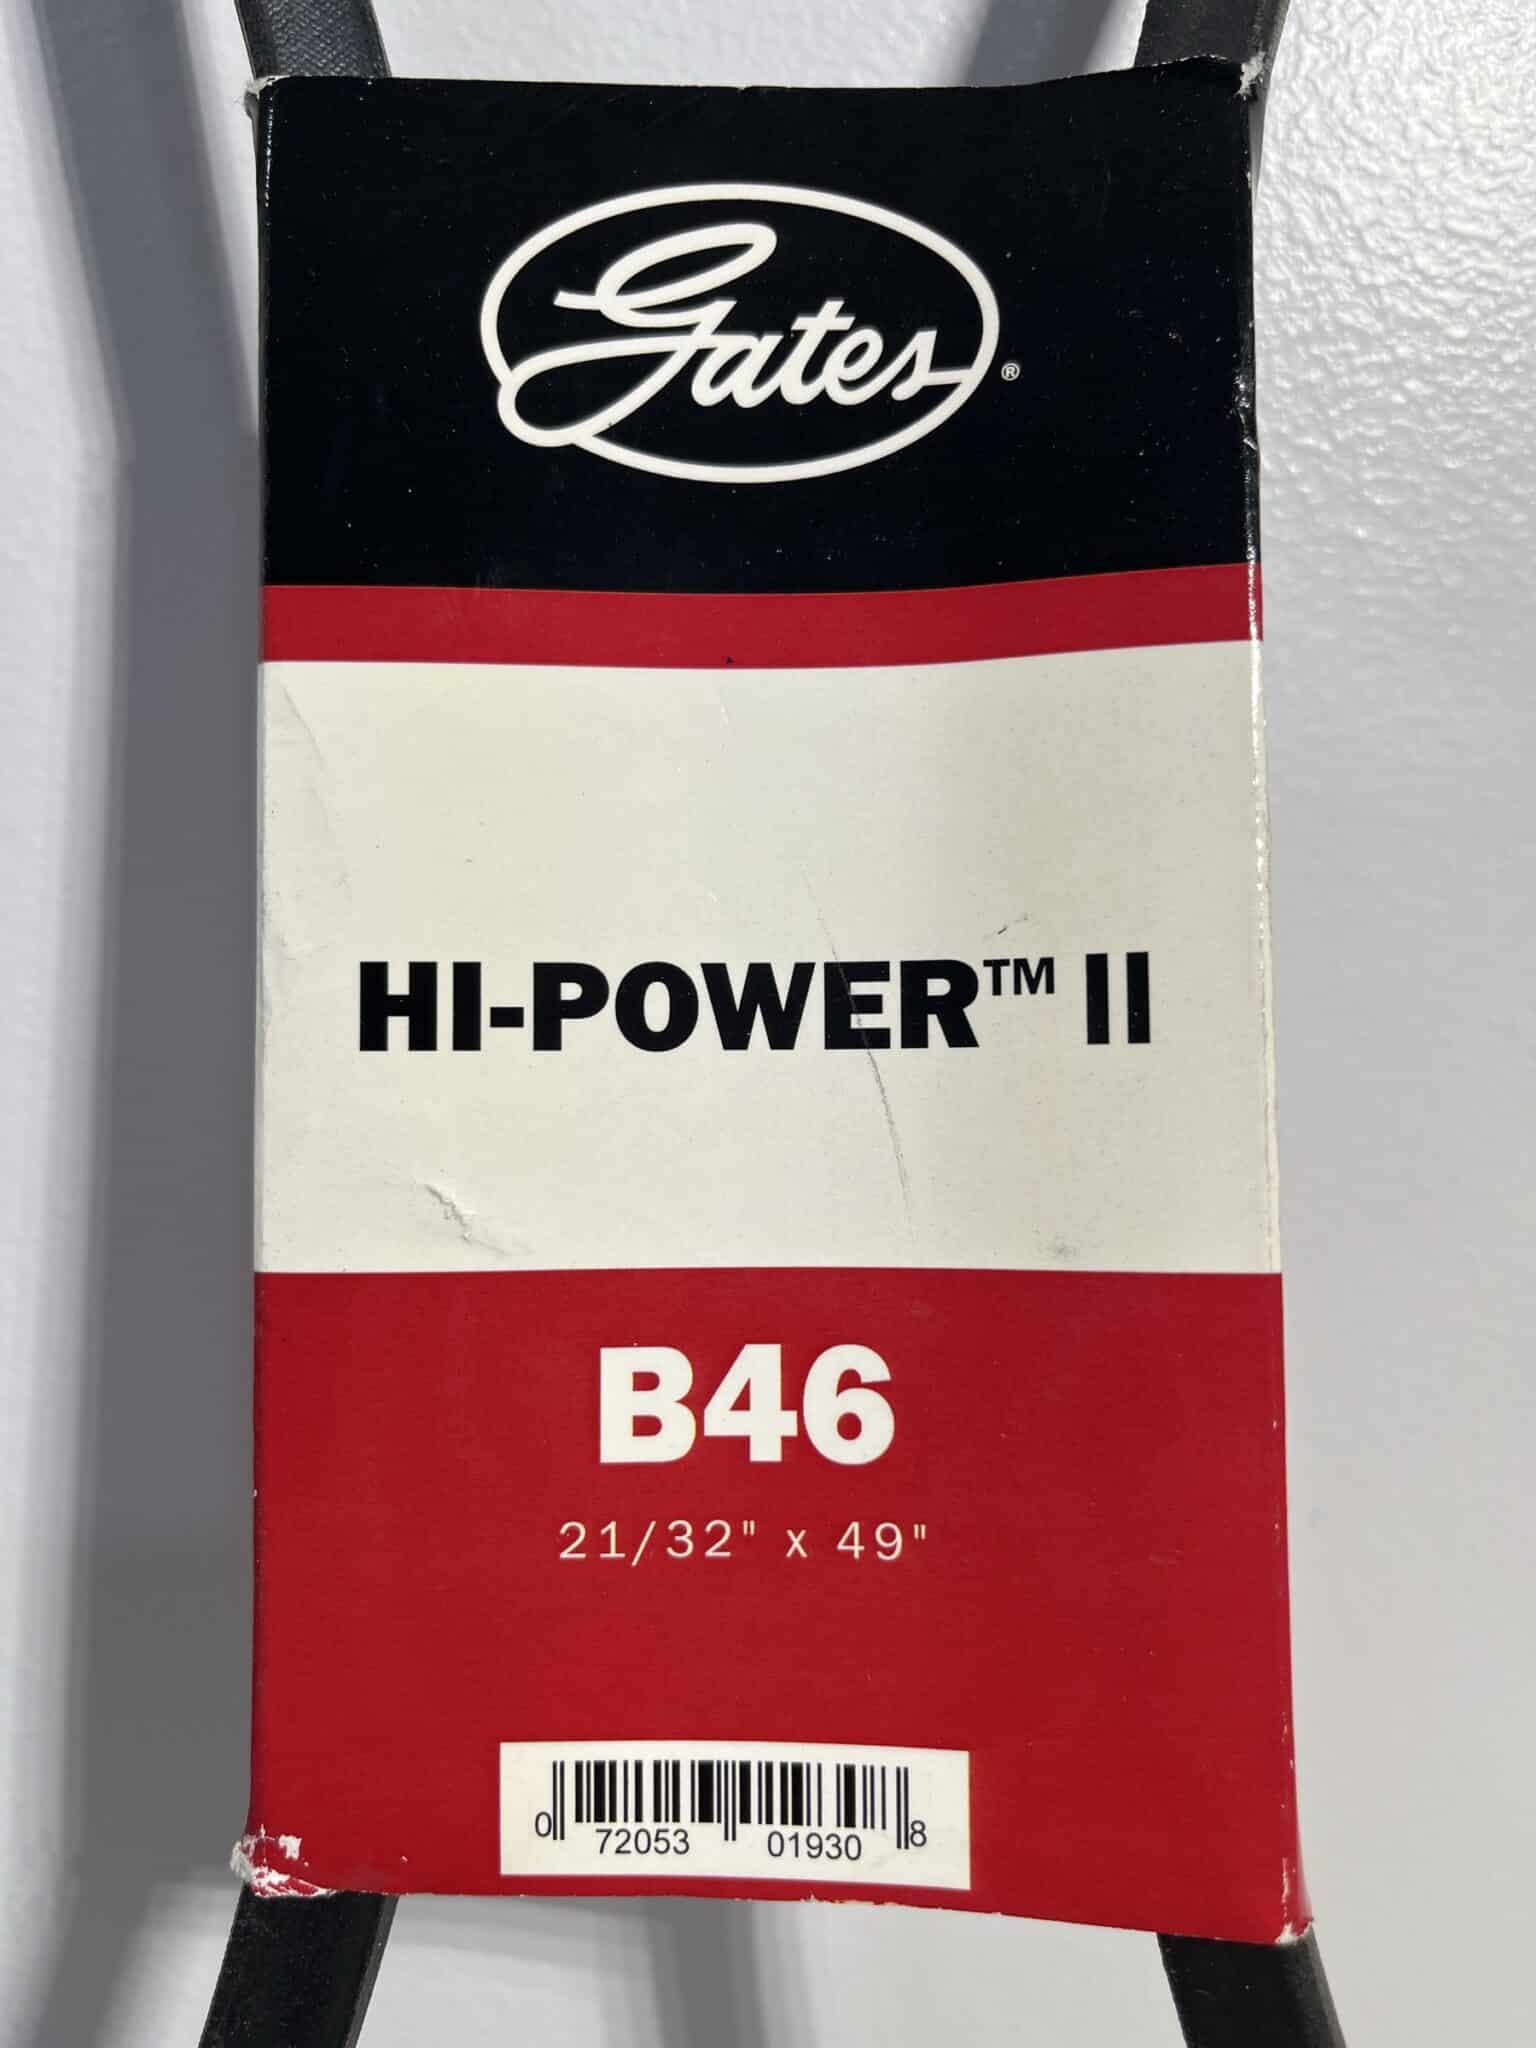 Gates®
HI-POWER™ II
B46
21/32" x 49"
0 72053 01930 8